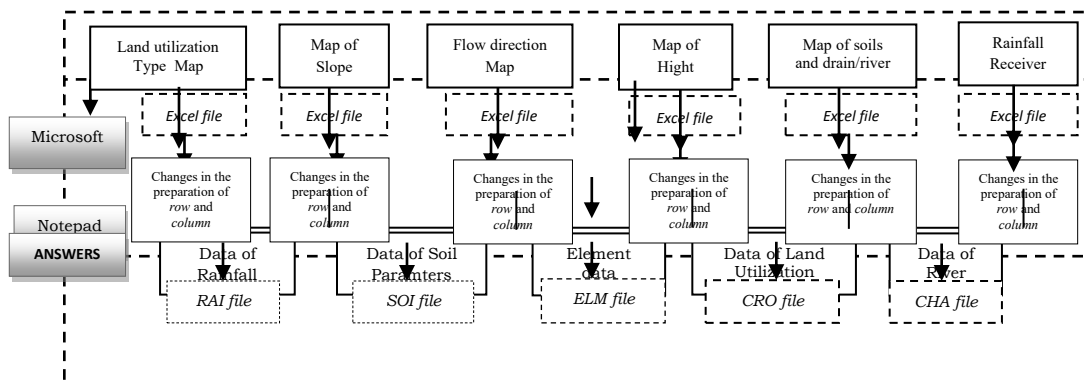 Land utilization
Type Map
Map of
Slope
Flow direction
Map
Map of
Hight
Map of soils
and drain/river
Rainfall
Receiver
Excel file
Excel file
Excel file
Excel file
Excel file
Excel file
Microsoft
Changes in the
preparation of
row and
column
Changes in the
preparation of
row and
column
Changes in the
preparation of
row and
column
Changes in the
preparation of
row and
column
Changes in the
preparation of
row and column
Changes in the
preparation of
row and
column
Notepad
ANSWERS
Data of
Rainfall
Data of Soil
Paramters
Element
data
Data of Land
Utilization
Data of
River
RAI file
SOI file
ELM file
CRO file
CHA file